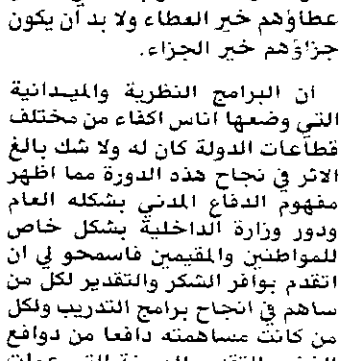 عطاؤهم خير العطاء ولا بد أن يكون
جزاؤهم خير الجزاء.
ان البرامج النظرية والميدانية
التي وضعها اناس اكفاء من مختلف
قطاعات الدولة كان له ولا شك بالغ
الاثر في نجاح هذه الدورة مما اظهر
مفهوم الدفاع المدني بشكله العام
ودور وزارة الداخلية بشكل خاص
للمواطنين والمقيمين فاسمحو لي ان
اتقدم بوافر الشكر والتقدير لكل من
ساهم في انجاح برامج التدريب ولكل
من كانت مساهمته دافعا من دوافع